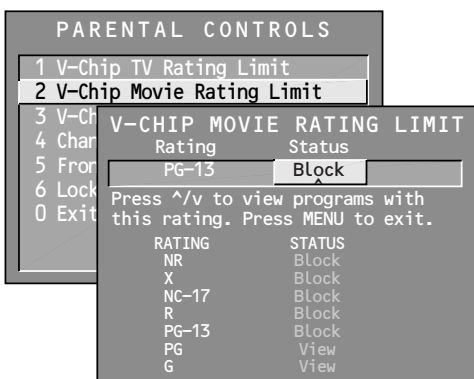 PARENTAL CONTROLS
1 V-Chip TV Rating Limit
2 V-Chip Movie Rating Limit
3 V-Ch
4 Char
5 Fron
6 Lock
0 Exit
V-CHIP MOVIE RATING LIMIT
Rating Status
PG-13 Block
Press ^/v to view programs with
this rating. Press MENU to exit.
RATING STATUS
NR Block
X Block
NC-17 Block
R Block
PG-13 Block
PG View
G View